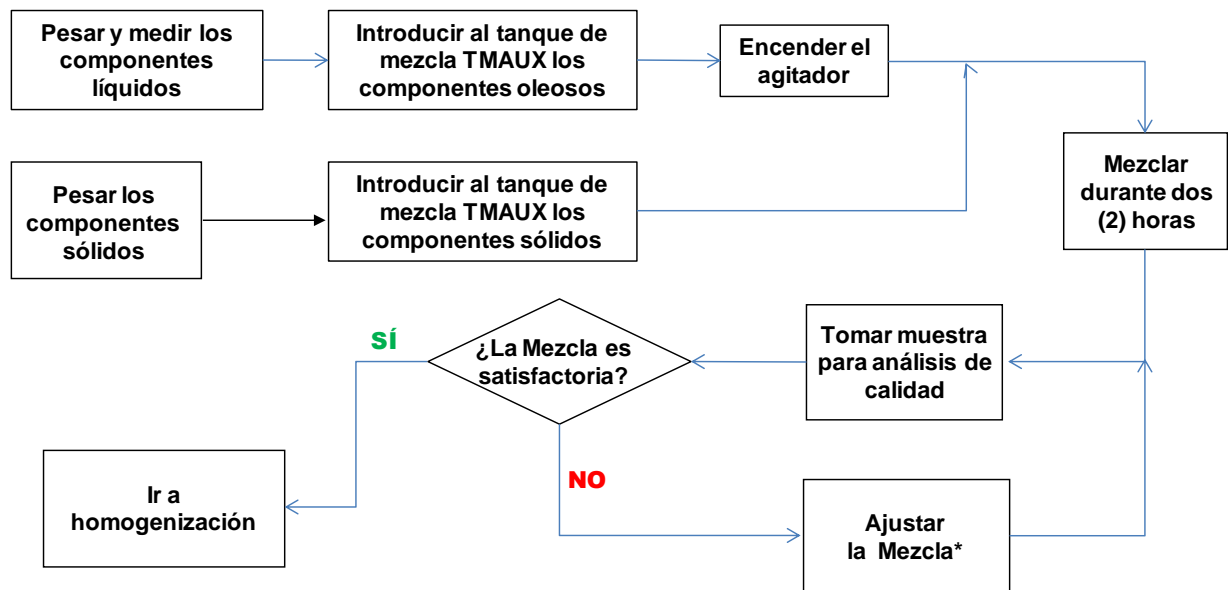 Pesar y medir los
componentes
líquidos
Introducir al tanque de
mezcla TMAUX los
componentes oleosos
Encender el
agitador
Pesar los
componentes
sólidos
Introducir al tanque de
mezcla TMAUX los
componentes sólidos
Mezclar
durante dos
(2) horas
SÍ
¿La Mezcla es
satisfactoria?
Tomar muestra
para análisis de
calidad
NO
Ir a
homogenización
Ajustar
la Mezcla*